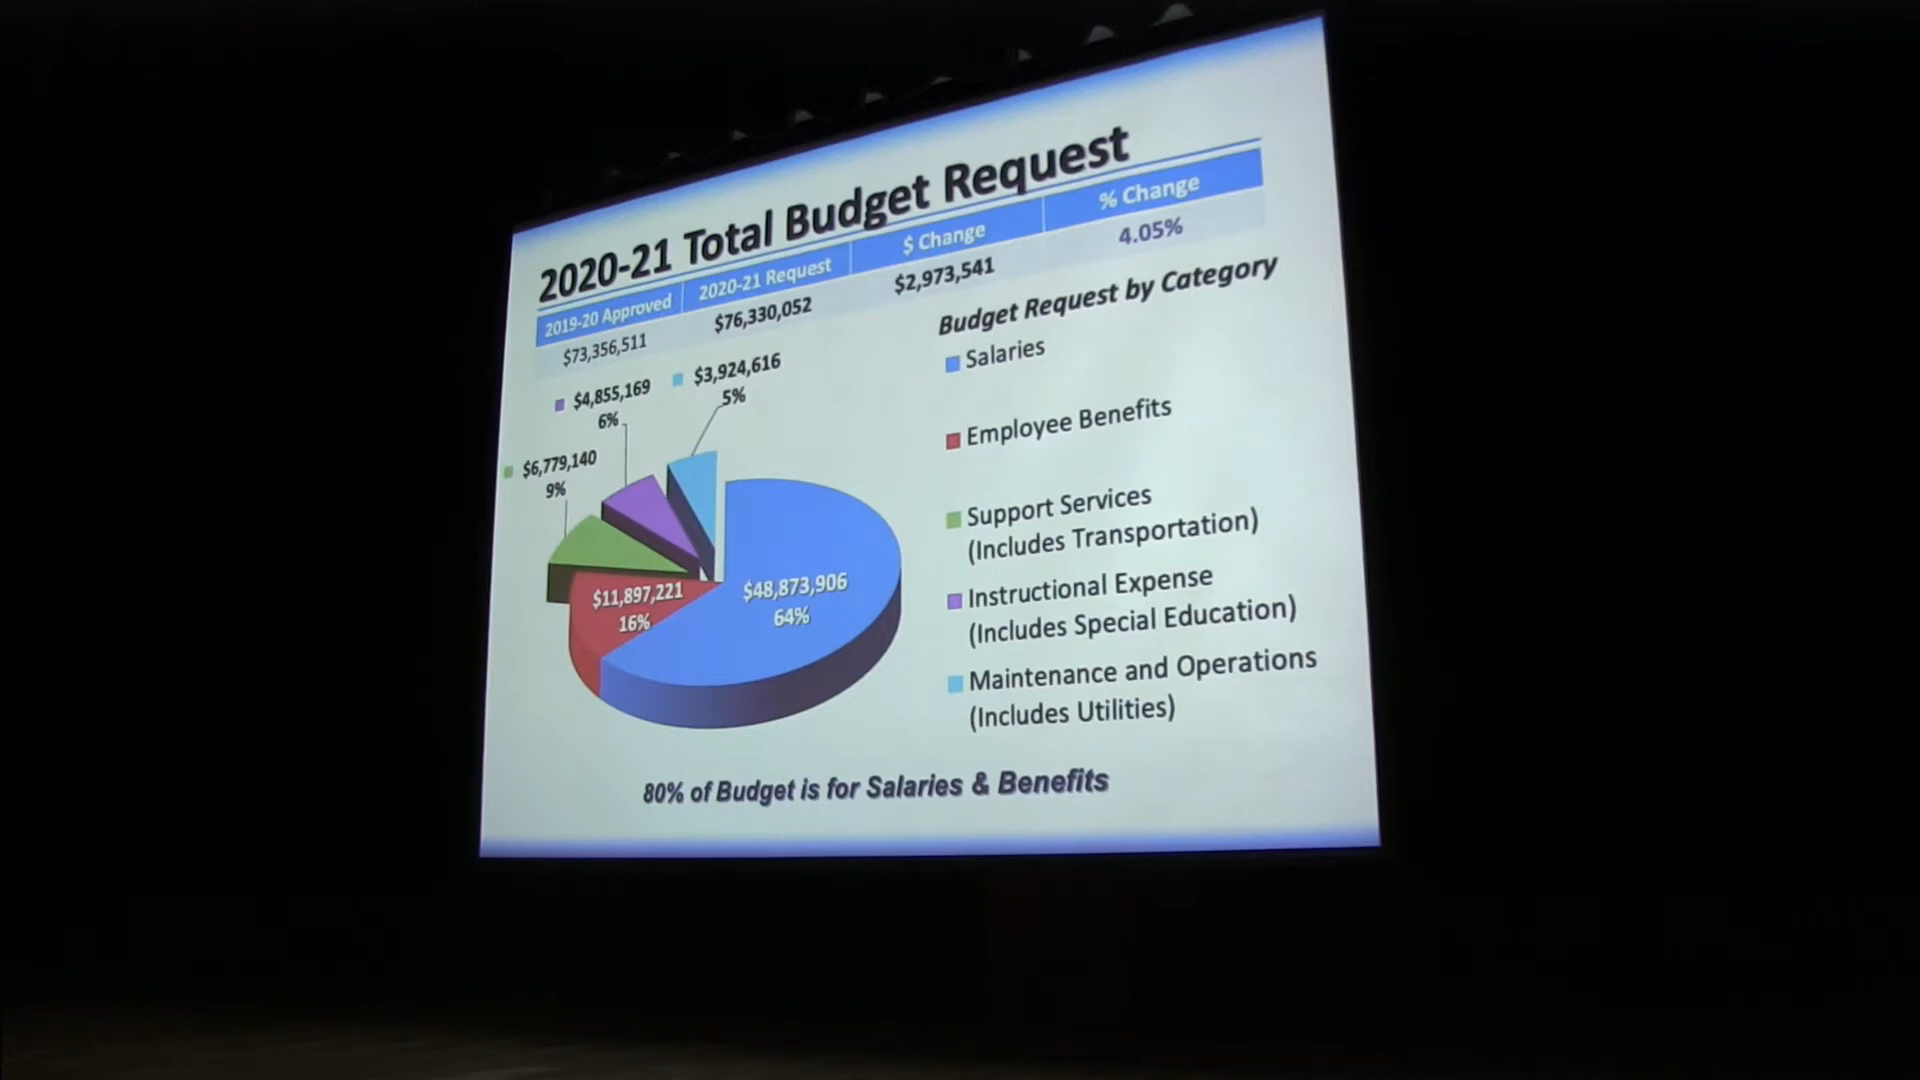 2020-21 Total Budget Request
2019-20 Approved 2020-21 Request $ Change % Change
$73,356,511 $76,330,052 $2,973,541 4.05%
Budget Request by Category
$4,855,169
6%
$3,924,616
5%
$6,779,140
9%
$11,897,221
16%
$48,873,906
64%
Salaries
Employee Benefits
Support Services
(Includes Transportation)
Instructional Expense
(Includes Special Education)
Maintenance and Operations
(Includes Utilities)
80% of Budget is for Salaries & Benefits